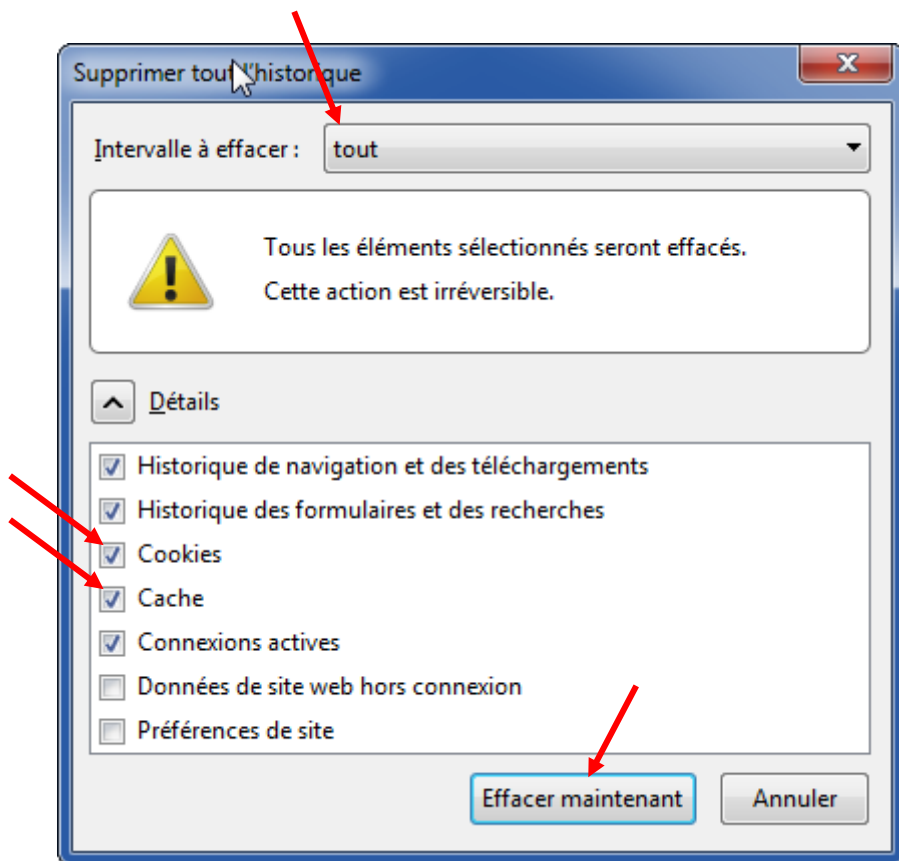 Supprimer tout l'historique
Intervalle à effacer : tout
Tous les éléments sélectionnés seront effacés.
Cette action est irréversible.
Détails
Historique de navigation et des téléchargements
Historique des formulaires et des recherches
Cookies
Cache
Connexions actives
Données de site web hors connexion
Préférences de site
Effacer maintenant Annuler